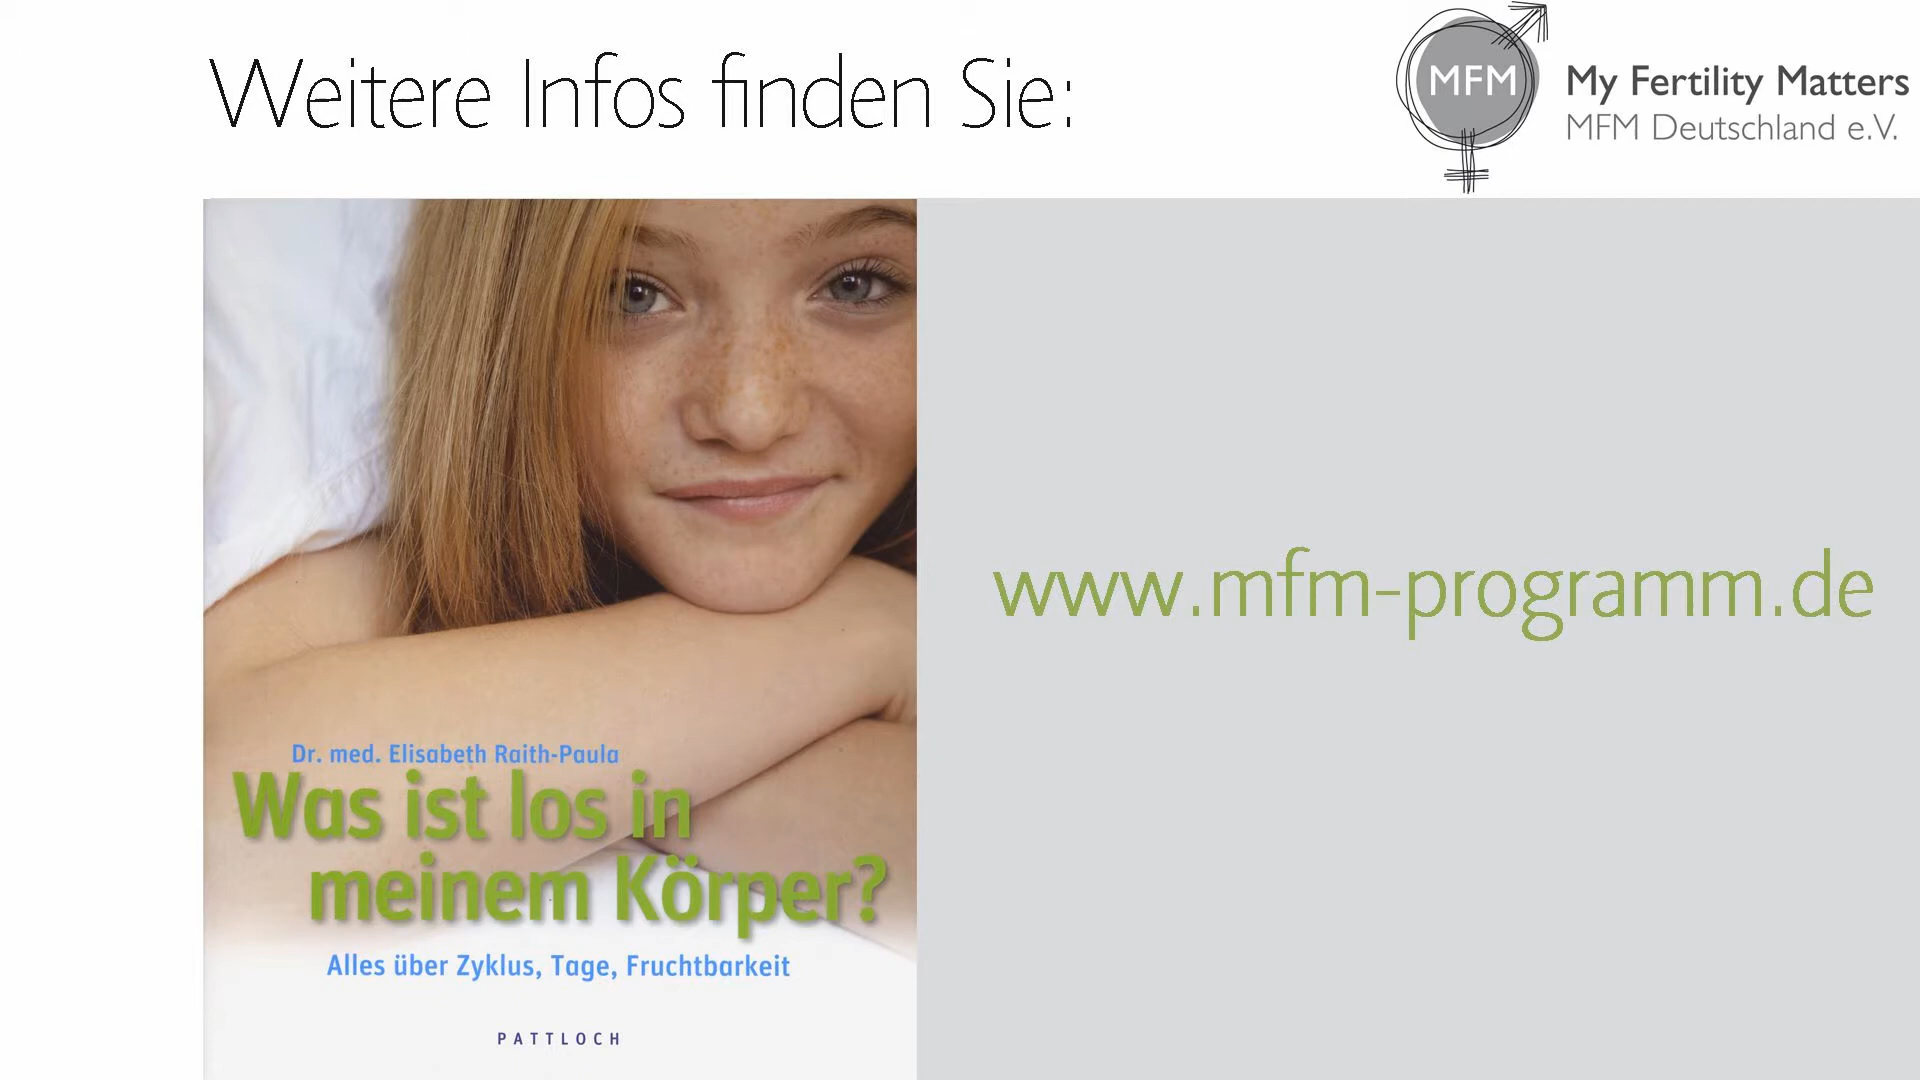 Weitere Infos finden Sie:
MFM
My Fertility Matters
MFM Deutschland e.V.
www.mfm-programm.de
Dr. med. Elisabeth Raith-Paula
Was ist los in
meinem Körper?
Alles über Zyklus, Tage, Fruchtbarkeit
PATTLOCH